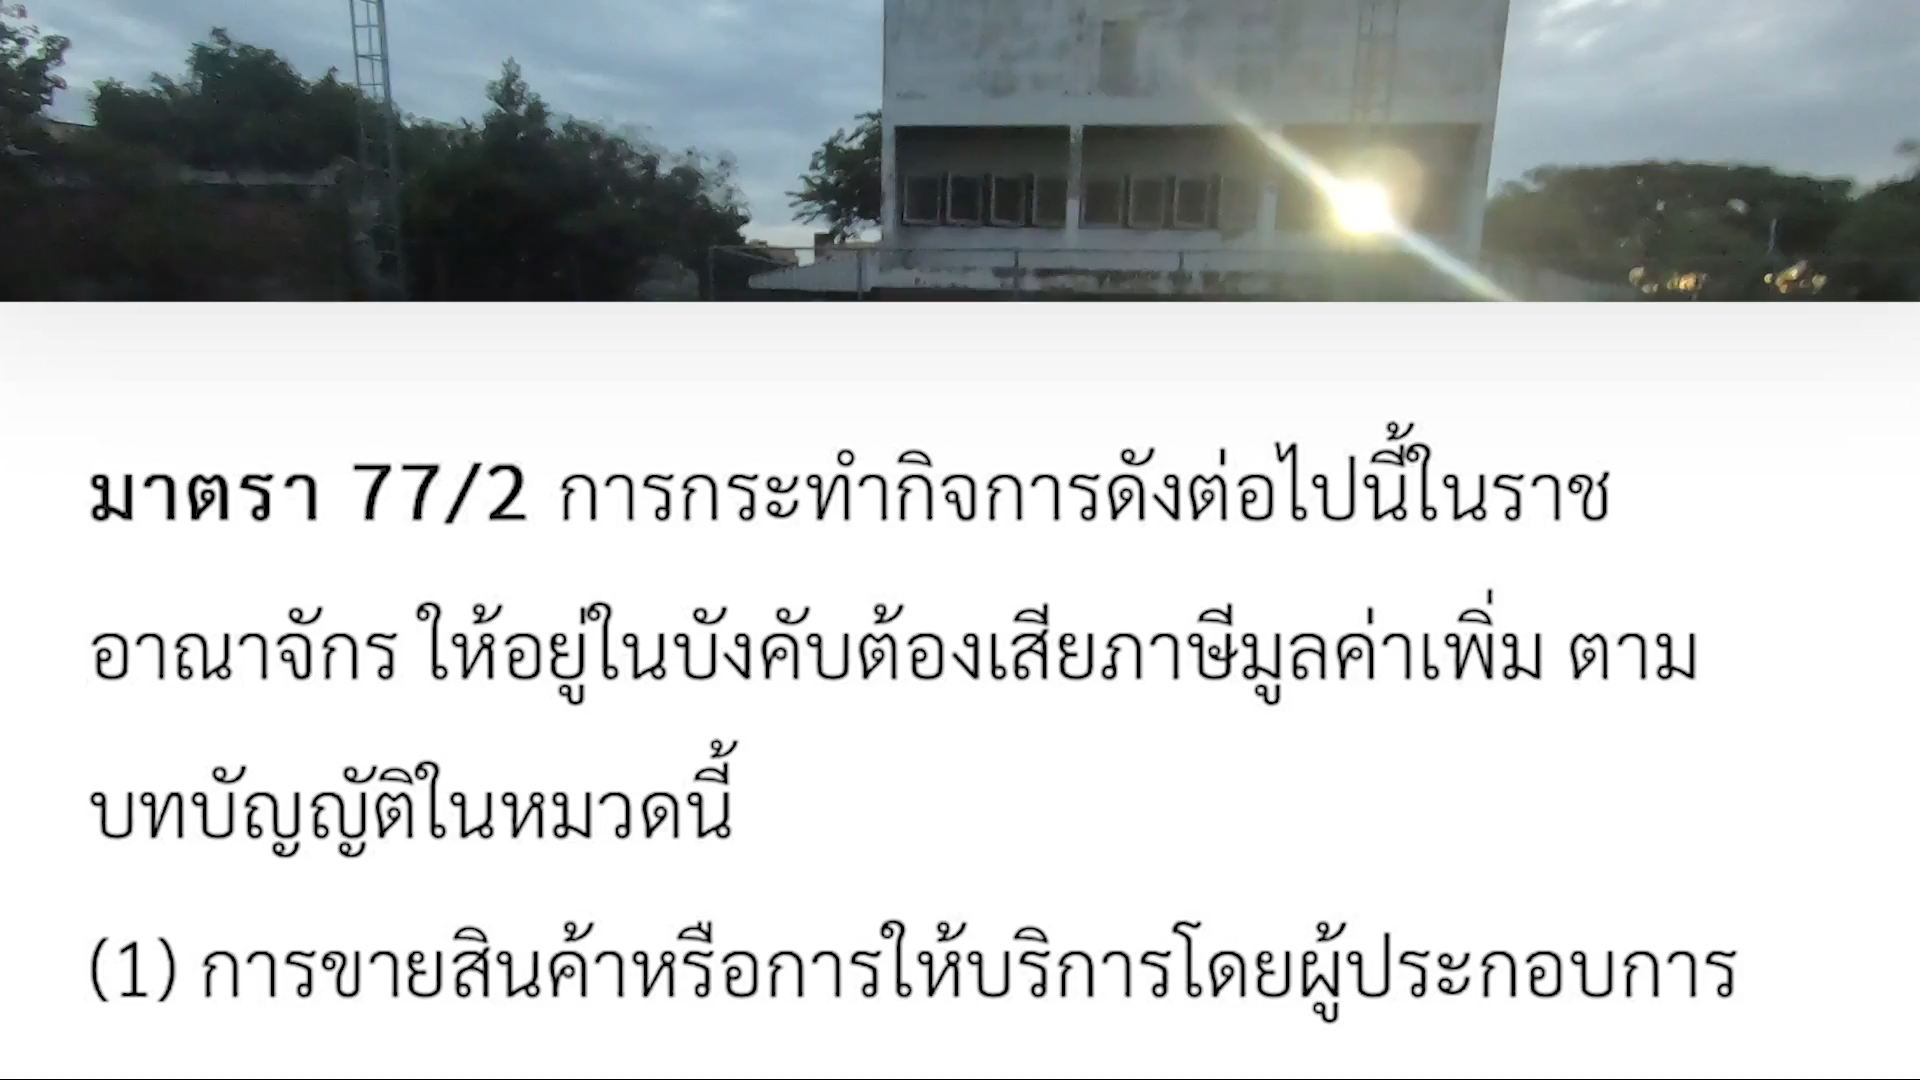 มาตรา 77/2 การกระทำกิจการดังต่อไปนี้ในราช
อาณาจักร ให้อยู่ในบังคับต้องเสียภาษีมูลค่าเพิ่ม ตาม
บทบัญญัติในหมวดนี้
(1) การขายสินค้าหรือการให้บริการโดยผู้ประกอบการ